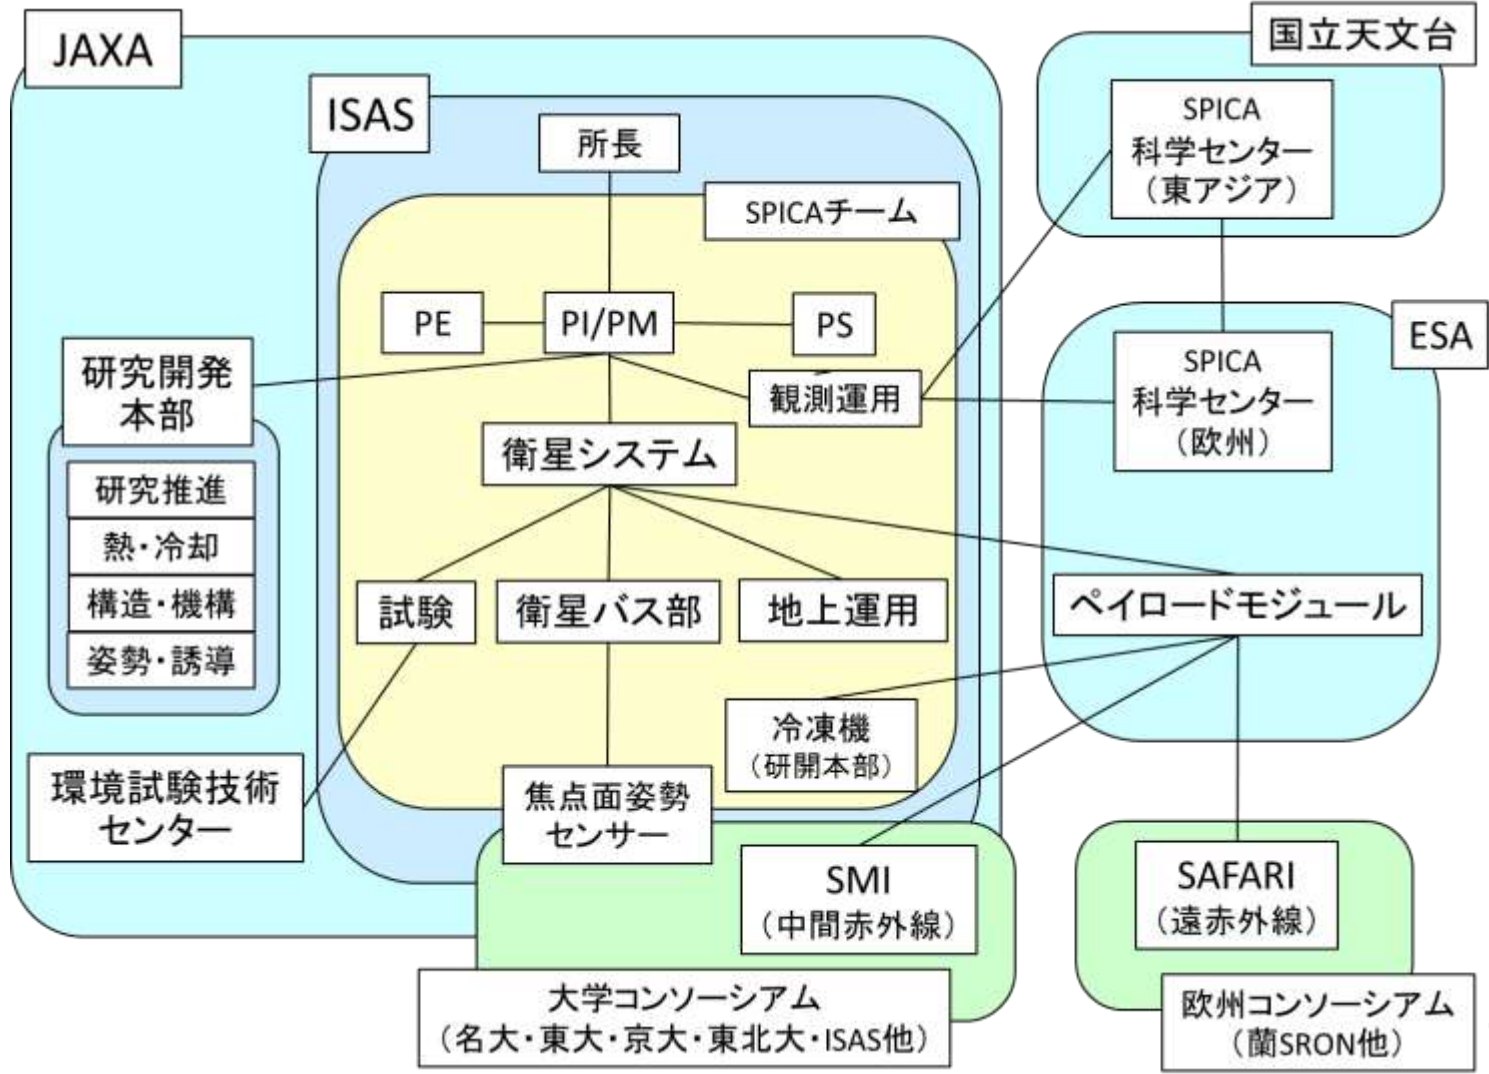 JAXA
国立天文台
ISAS
所長
SPICA
科学センター
（東アジア）
SPICAチーム
PE
PI/PM
PS
ESA
研究開発
本部
観測運用
SPICA
科学センター
（欧州）
衛星システム
研究推進
熱・冷却
構造・機構
姿勢・誘導
試験
衛星バス部
地上運用
ペイロードモジュール
冷凍機
（研開本部）
環境試験技術
センター
焦点面姿勢
センサー
SMI
（中間赤外線）
SAFARI
（遠赤外線）
大学コンソーシアム
（名大・東大・京大・東北大・ISAS他）
欧州コンソーシアム
（蘭SRON他）